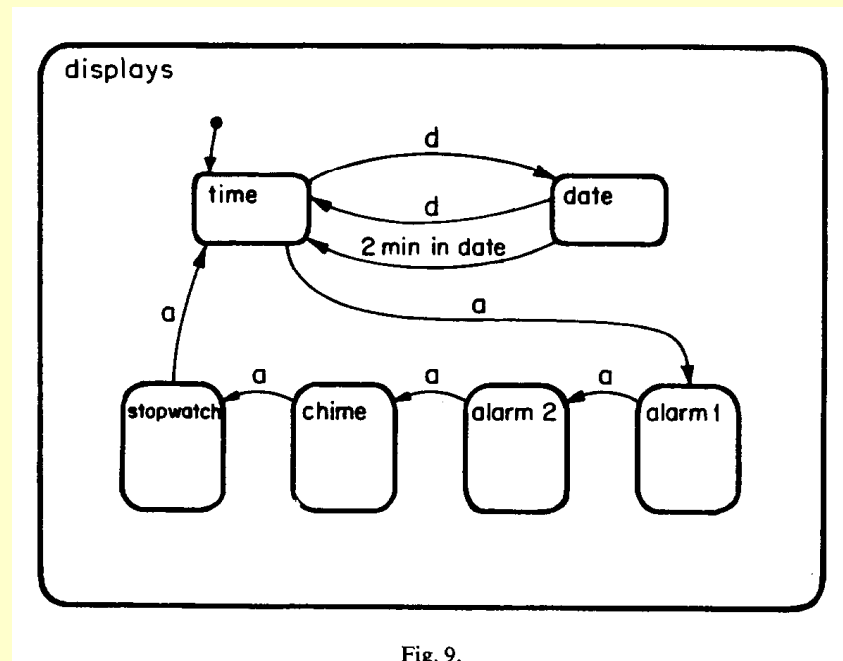 displays
d
time
date
d
2 min in date
a
a
a
a
a
stopwatch
chime
alarm 2
alarm 1
Fig. 9.